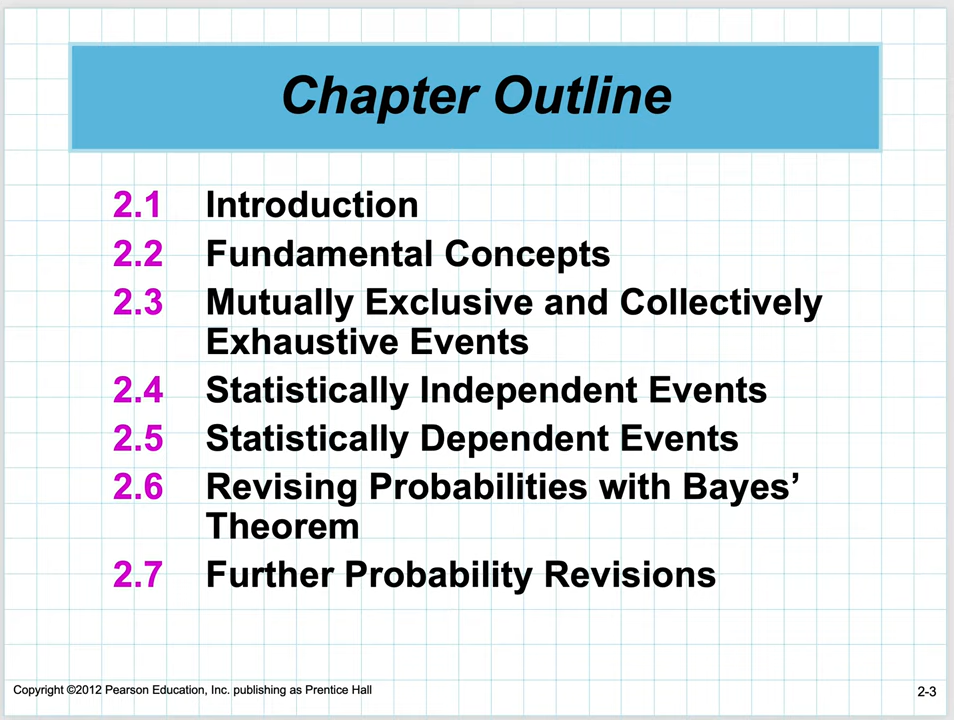 Chapter Outline
2.1 Introduction
2.2 Fundamental Concepts
2.3 Mutually Exclusive and Collectively
Exhaustive Events
2.4 Statistically Independent Events
2.5 Statistically Dependent Events
2.6 Revising Probabilities with Bayes’
Theorem
2.7 Further Probability Revisions
Copyright ©2012 Pearson Education, Inc. publishing as Prentice Hall
2-3